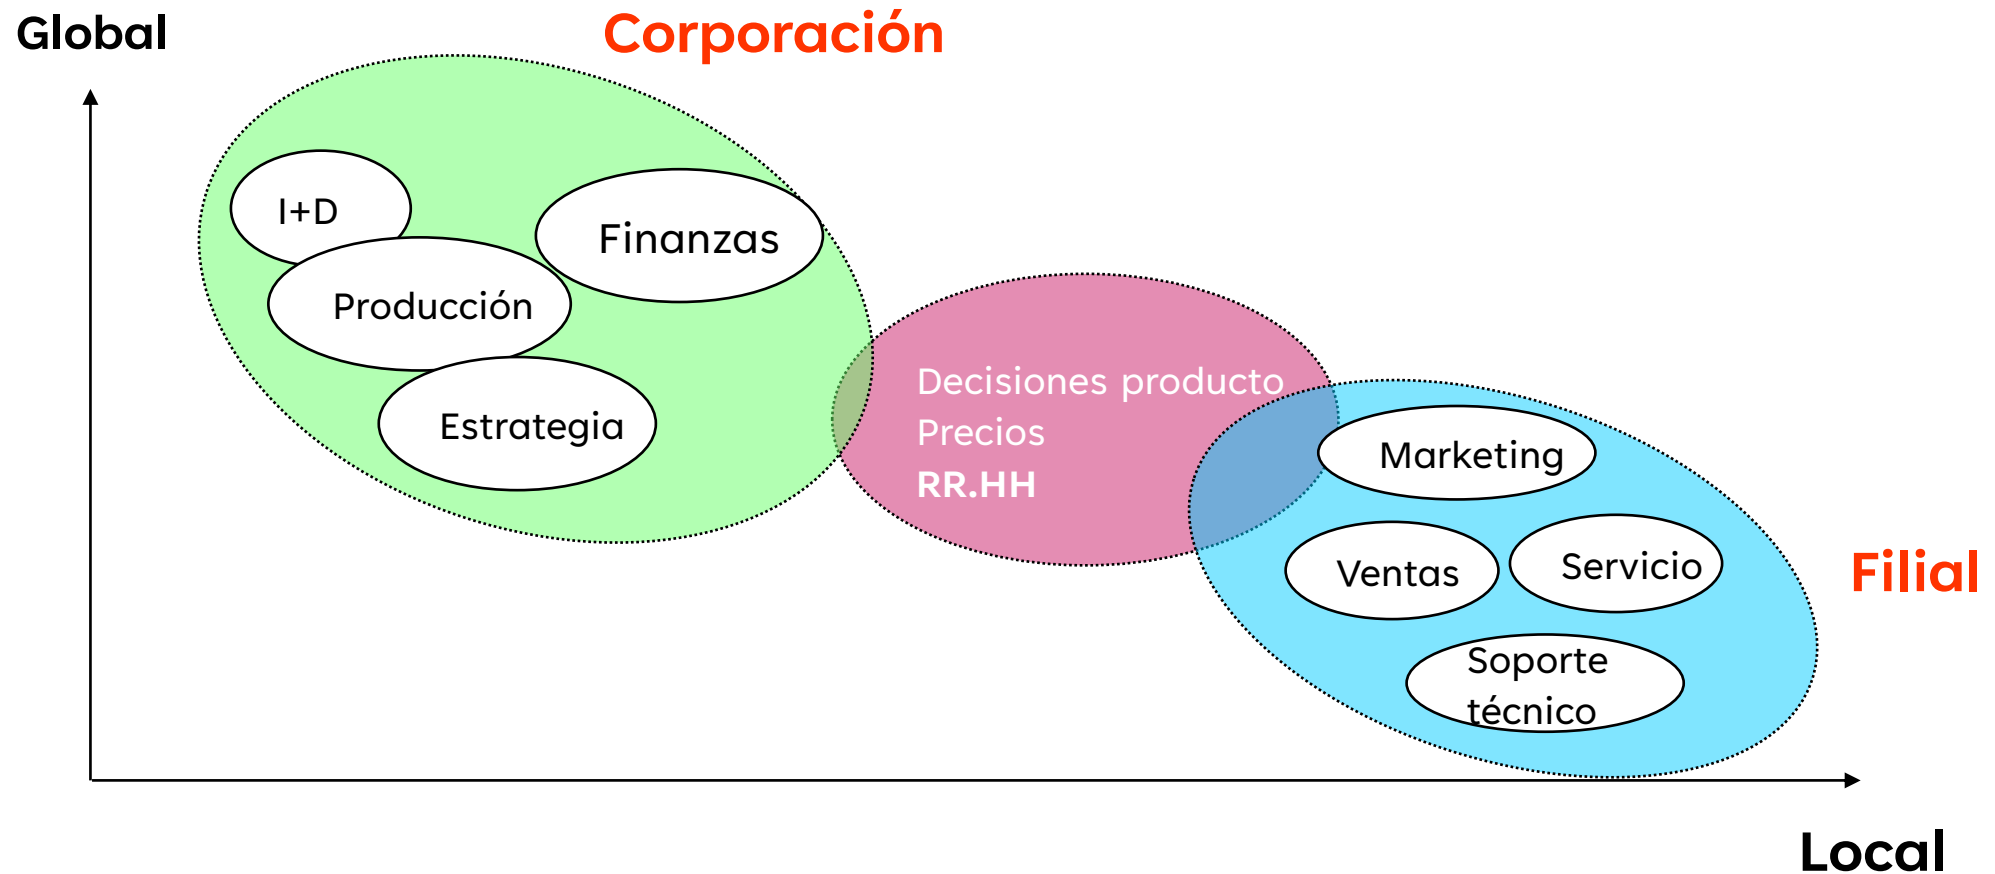 Global
Corporación
I+D
Finanzas
Producción
Estrategia
Decisiones producto
Precios
RR.HH
Marketing
Ventas
Servicio
Soporte
técnico
Filial
Local